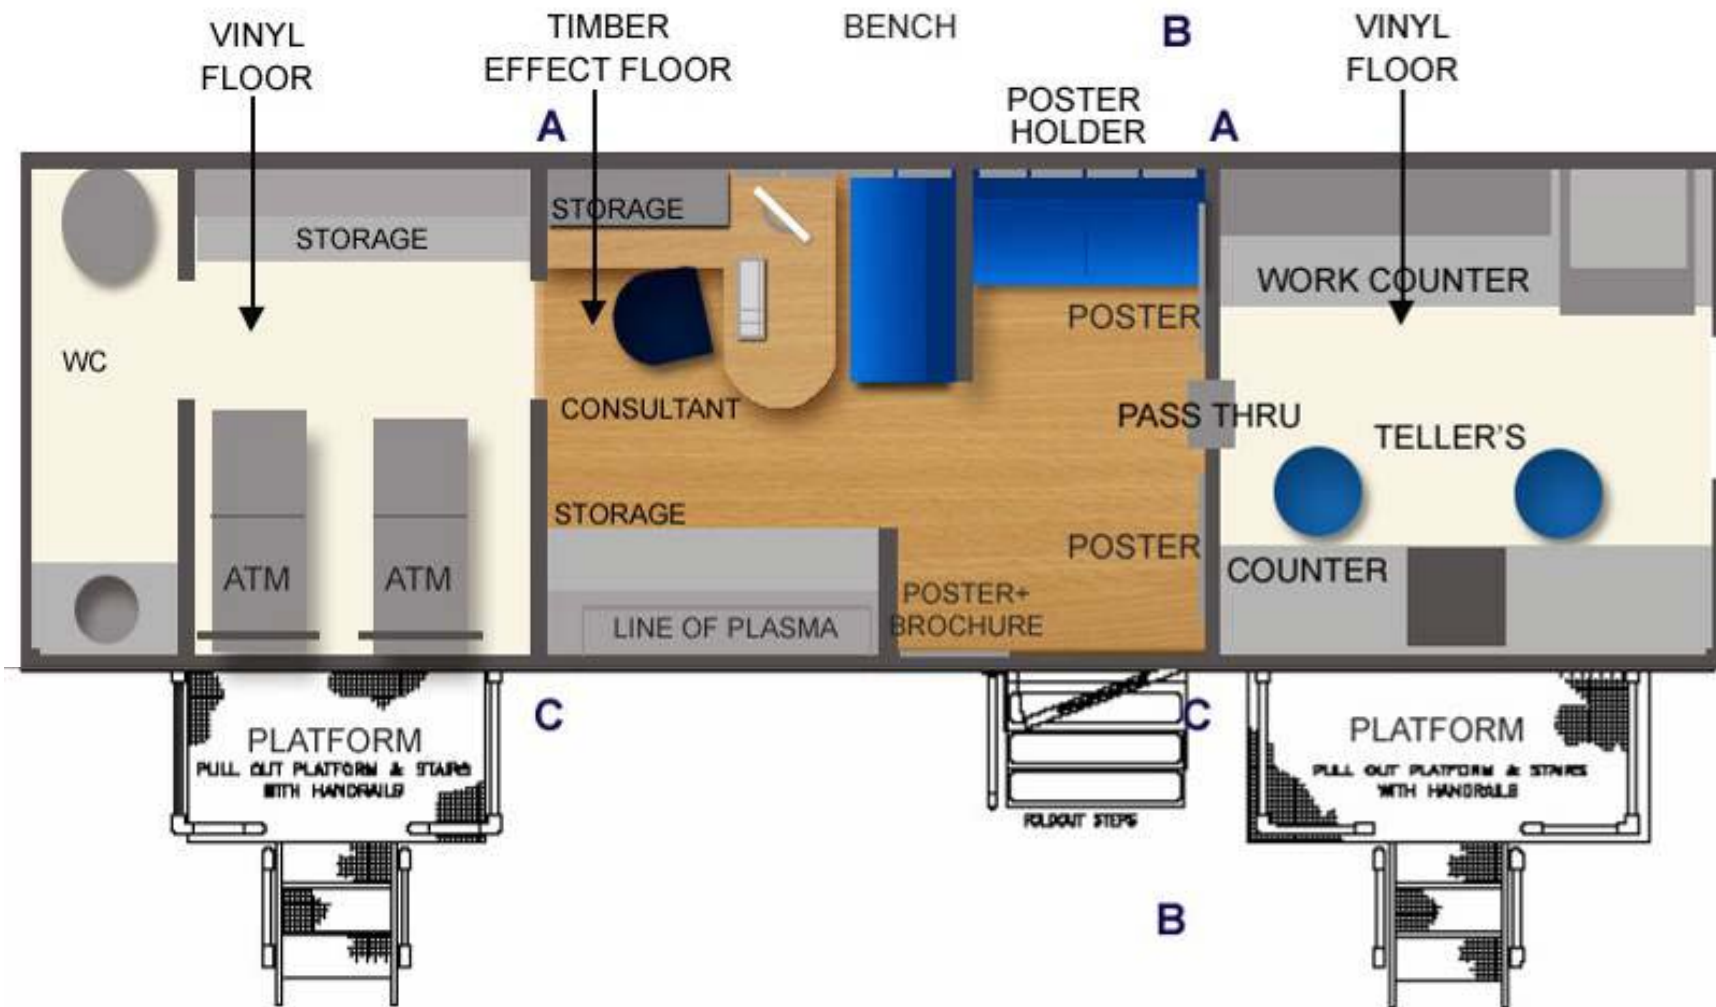 VINYL
FLOOR
TIMBER
EFFECT FLOOR
BENCH
B
VINYL
FLOOR
A
POSTER
HOLDER
A
STORAGE
STORAGE
WORK COUNTER
POSTER
WC
CONSULTANT
PASS THRU
TELLER'S
STORAGE
POSTER
ATM
ATM
COUNTER
LINE OF PLASMA
POSTER+
BROCHURE
C
C
PLATFORM
PULL OUT PLATFORM & STAIRS
WITH HANDRAILS
FOLDOUT STEPS
PLATFORM
PULL OUT PLATFORM & STAIRS
WITH HANDRAILS
B